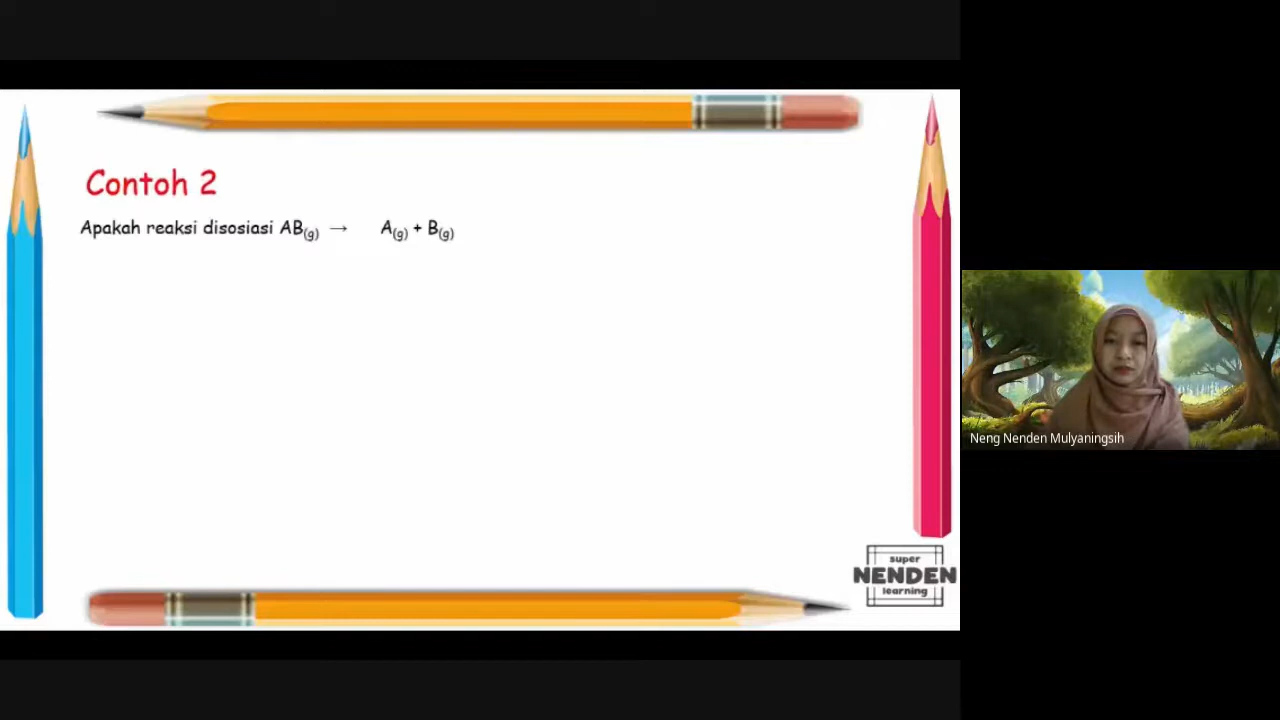 Contoh 2
Apakah reaksi disosiasi AB(g) → A(g) + B(g)
super
NENDEN
learning
Neng Nenden Mulyaningsih